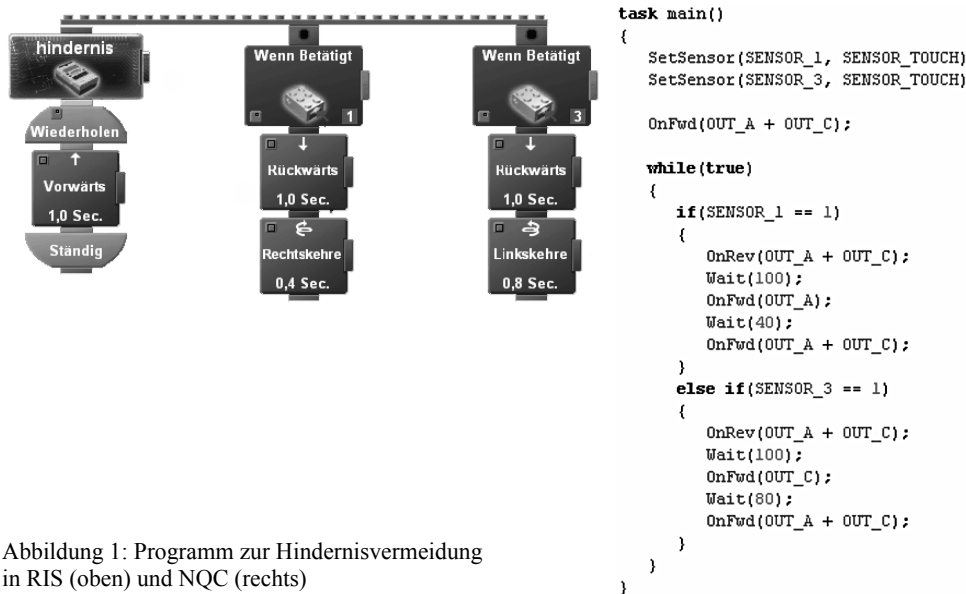 hindernis
Wiederholen
Vorwärts
1,0 Sec.
Ständig
Wenn Betätigt
1
Rückwärts
1,0 Sec.
Rechtskehre
0,4 Sec.
Wenn Betätigt
3
Rückwärts
1,0 Sec.
Linkskehre
0,8 Sec.
Abbildung 1: Programm zur Hindernisvermeidung
in RIS (oben) und NQC (rechts)
task main()
{
SetSensor(SENSOR_1, SENSOR_TOUCH)
SetSensor(SENSOR_3, SENSOR_TOUCH)
OnFwd(OUT_A + OUT_C);
while(true)
{
if(SENSOR_1 == 1)
{
OnRev(OUT_A + OUT_C);
Wait(100);
OnFwd(OUT_A);
Wait(40);
OnFwd(OUT_A + OUT_C);
}
else if(SENSOR_3 == 1)
{
OnRev(OUT_A + OUT_C);
Wait(100);
OnFwd(OUT_C);
Wait(80);
OnFwd(OUT_A + OUT_C);
}
}
}